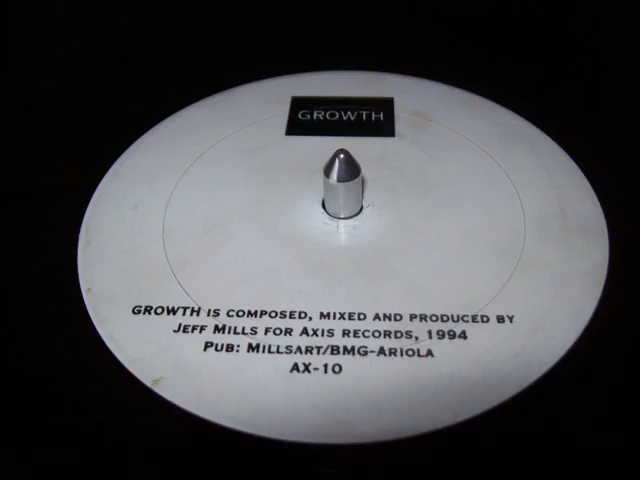 GROWTH
GROWTH IS COMPOSED, MIXED AND PRODUCED BY
JEFF MILLS FOR AXIS RECORDS, 1994
PUB: MILLSART/BMG-ARIOLA
AX-10